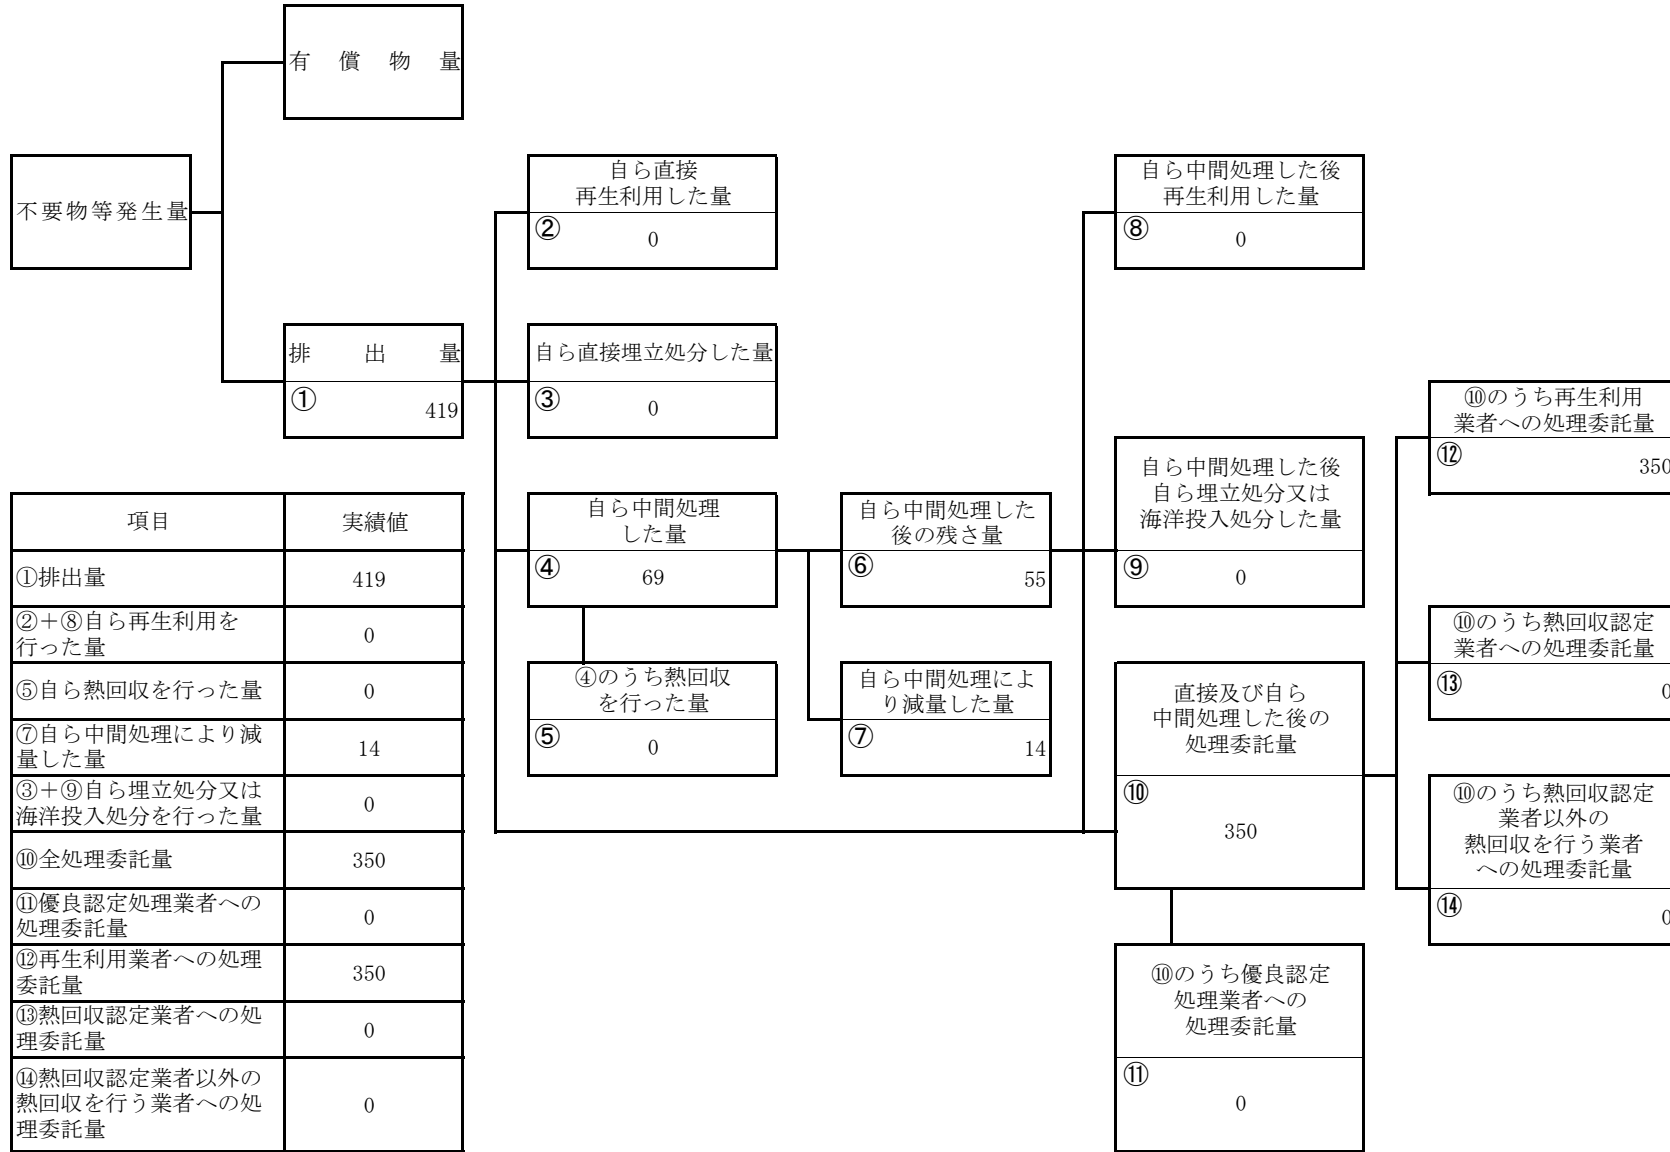 有償物量
不要物等発生量
排出量
①
419
自ら直接
再生利用した量
②
0
自ら直接埋立処分した量
③
0
自ら中間処理
した量
④
69
④のうち熱回収
を行った量
⑤
0
自ら中間処理した
後の残さ量
⑥
55
自ら中間処理によ
り減量した量
⑦
14
自ら中間処理した後
再生利用した量
⑧
0
自ら中間処理した後
自ら埋立処分又は
海洋投入処分した量
⑨
0
直接及び自ら
中間処理した後の
処理委託量
⑩
350
⑩のうち優良認定
処理業者への
処理委託量
⑪
0
⑩のうち再生利用
業者への処理委託量
⑫
350
⑩のうち熱回収認定
業者への処理委託量
⑬
0
⑩のうち熱回収認定
業者以外の
熱回収を行う業者
への処理委託量
⑭
0
項目 実績値
①排出量 419
②+⑧自ら再生利用を
行った量
0
⑤自ら熱回収を行った量 0
⑦自ら中間処理により減
量した量
14
③+⑨自ら埋立処分又は
海洋投入処分を行った量
0
⑩全処理委託量 350
⑪優良認定処理業者への
処理委託量
0
⑫再生利用業者への処理
委託量
350
⑬熱回収認定業者への処
理委託量
0
⑭熱回収認定業者以外の
熱回収を行う業者への処
理委託量
0